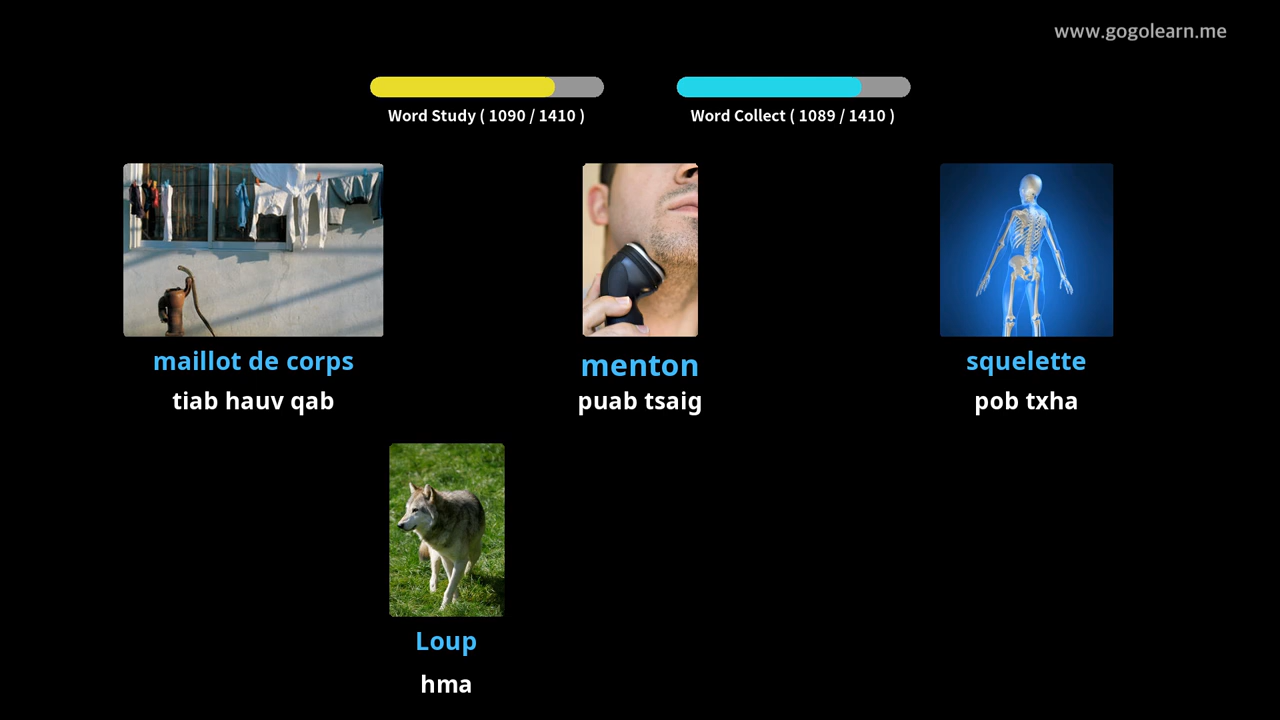 www.gogolearn.me
Word Study ( 1090 / 1410 )
Word Collect ( 1089 / 1410 )
maillot de corps
tiab hauv qab
menton
puab tsaig
squelette
pob txha
Loup
hma